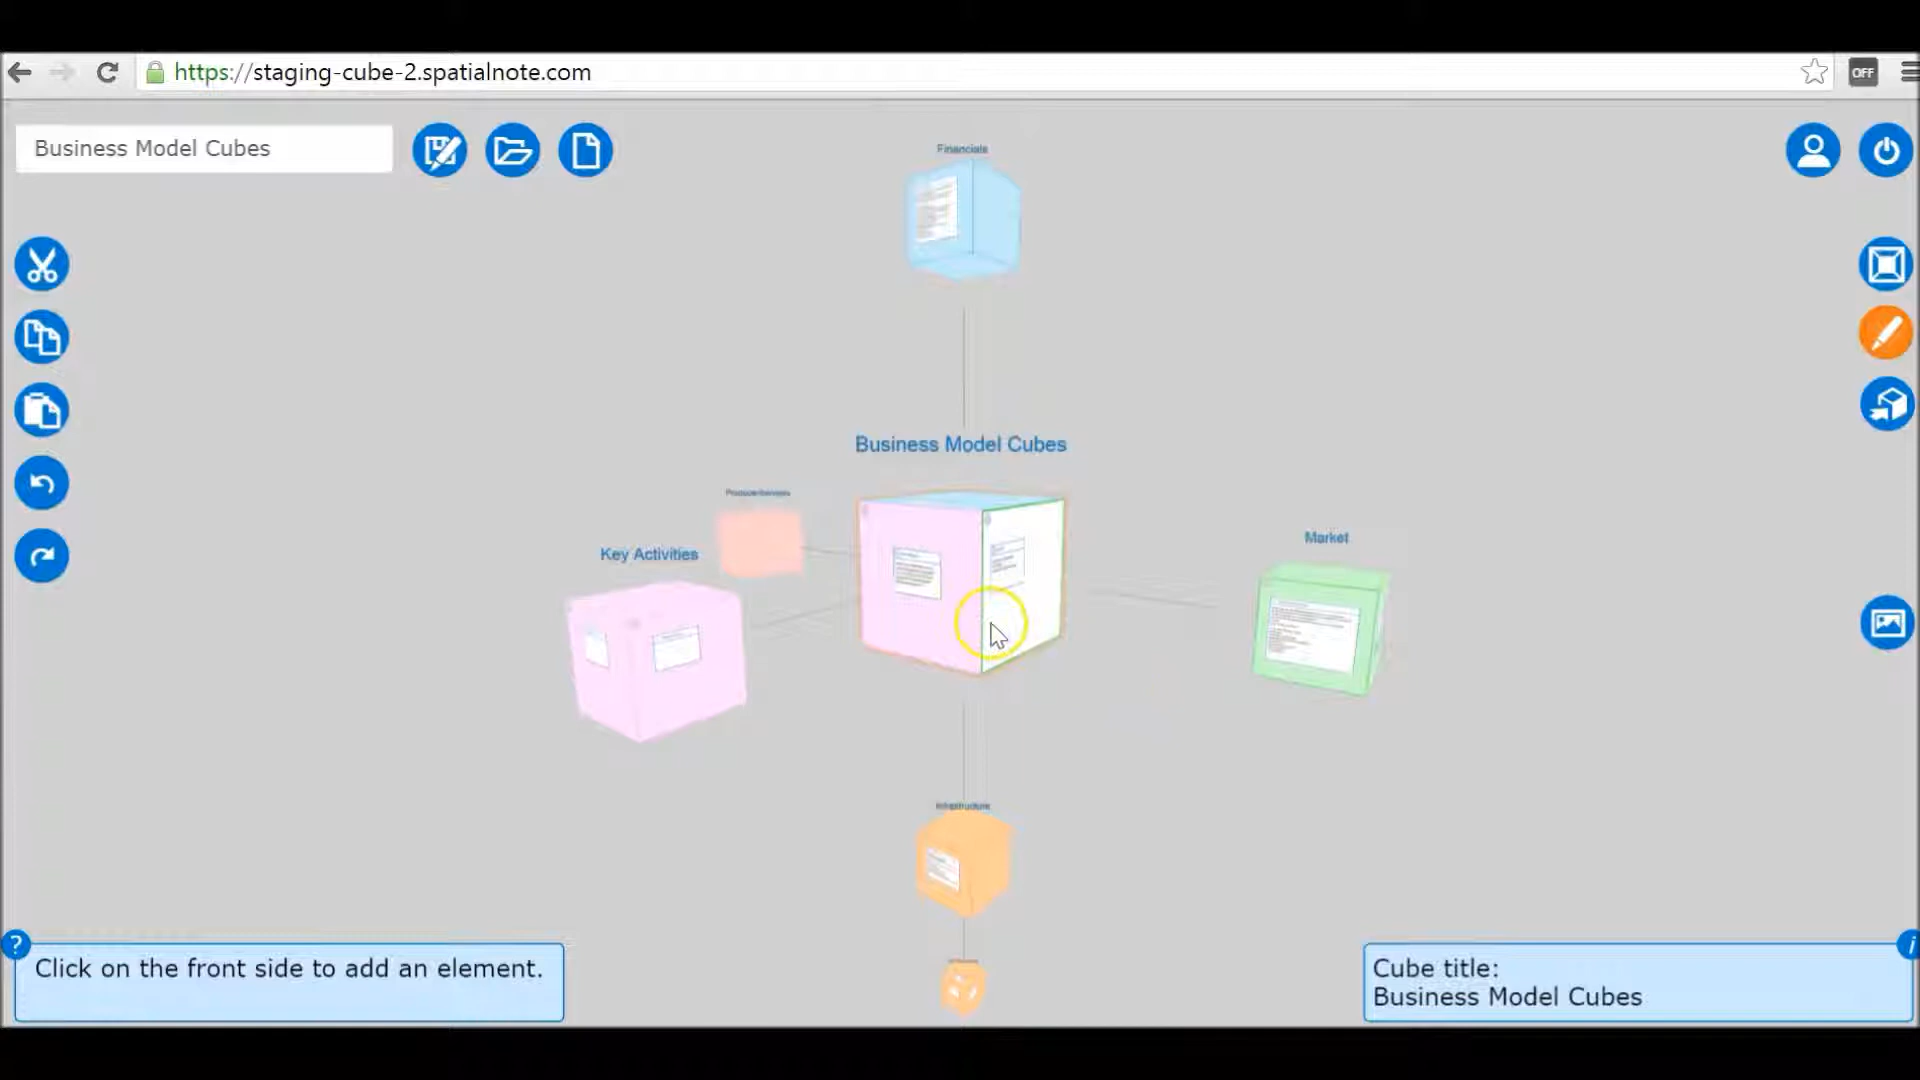 https://staging-cube-2.spatialnote.com
OFF
Business Model Cubes
Financials
Business Model Cubes
Key Activities
Market
Infrastructure
?
Click on the front side to add an element.
i
Cube title:
Business Model Cubes